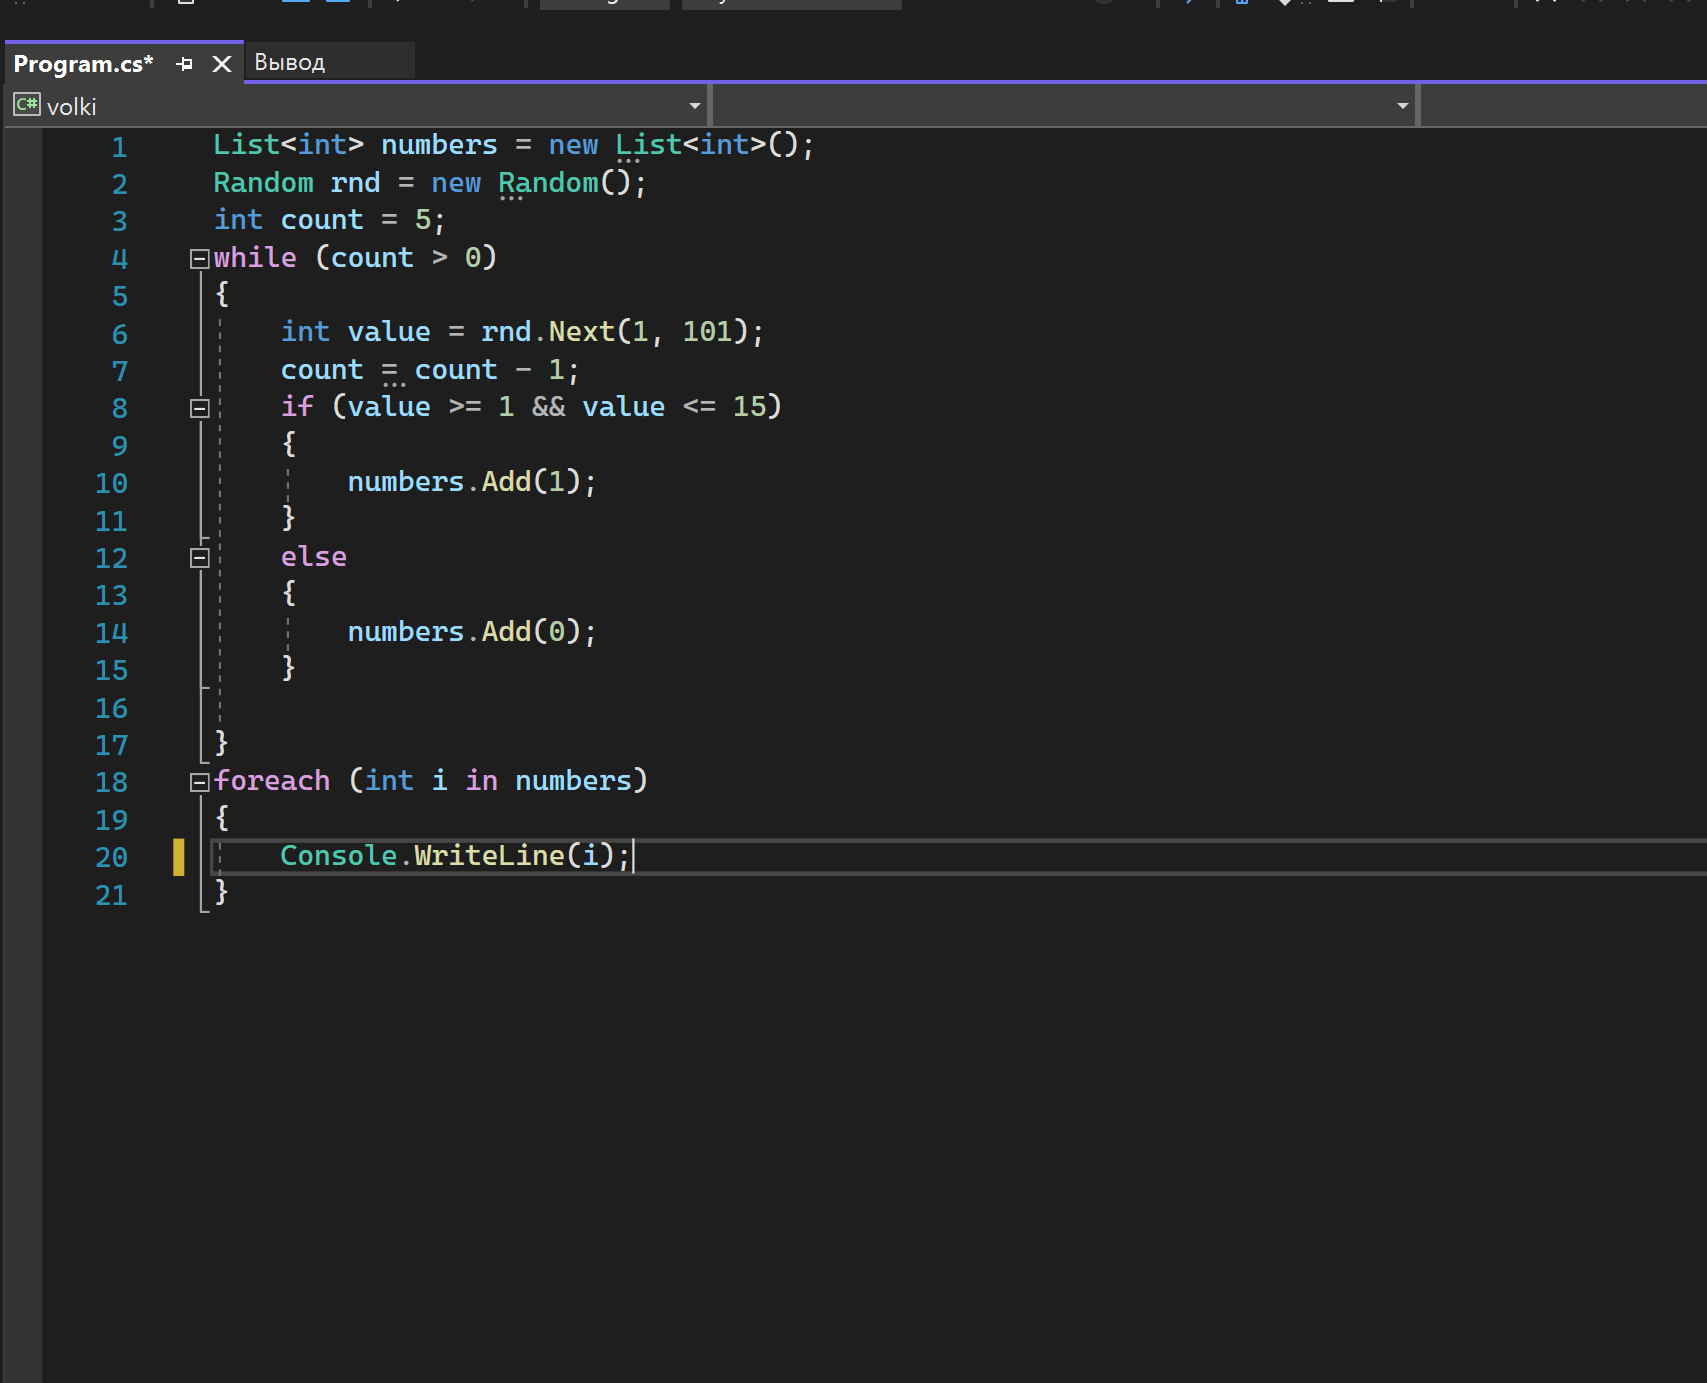 Program.cs*
Вывод
C# volki
1 List<int> numbers = new List<int>();
2 Random rnd = new Random();
3 int count = 5;
4 while (count > 0)
5 {
6 int value = rnd.Next(1, 101);
7 count = count - 1;
8 if (value >= 1 && value <= 15)
9 {
10 numbers.Add(1);
11 }
12 else
13 {
14 numbers.Add(0);
15 }
16
17 }
18 foreach (int i in numbers)
19 {
20 Console.WriteLine(i);
21 }